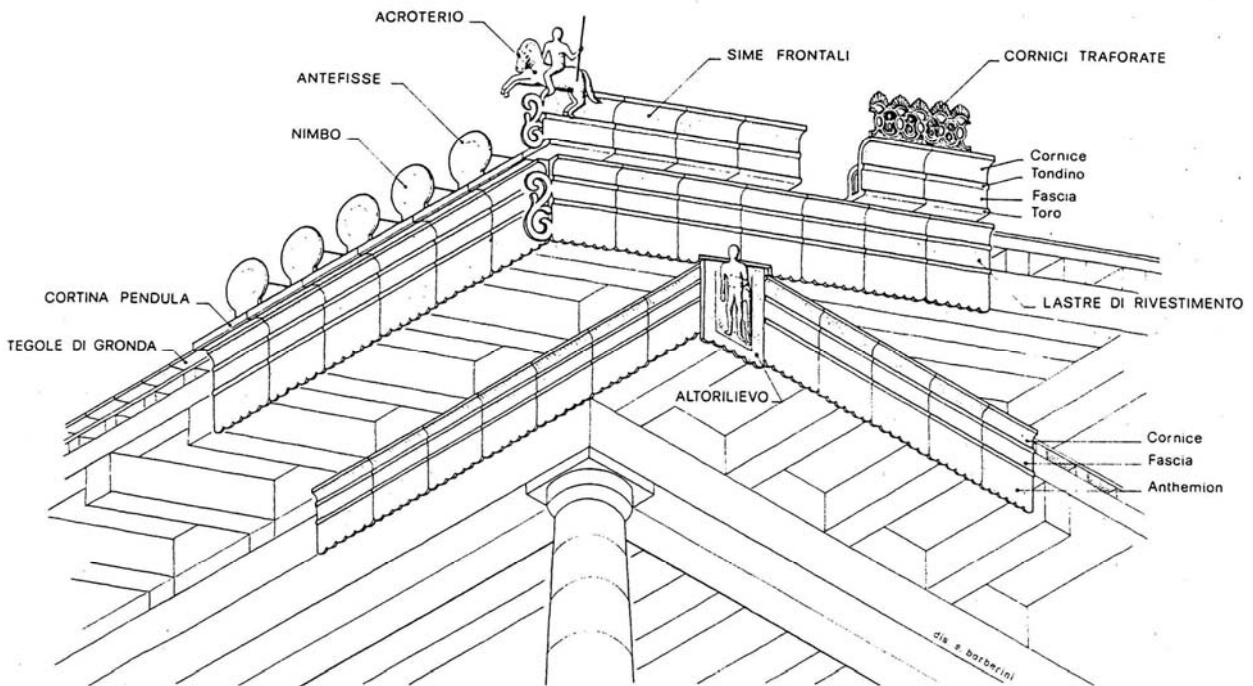 ACROTERIO
SIME FRONTALI
CORNICI TRAFORATE
ANTEFISSE
NIMBO
Cornice
Tondino
Fascia
Toro
CORTINA PENDULA
LASTRE DI RIVESTIMENTO
TEGOLE DI GRONDA
ALTORILIEVO
Cornice
Fascia
Anthemion
dis s. barberini